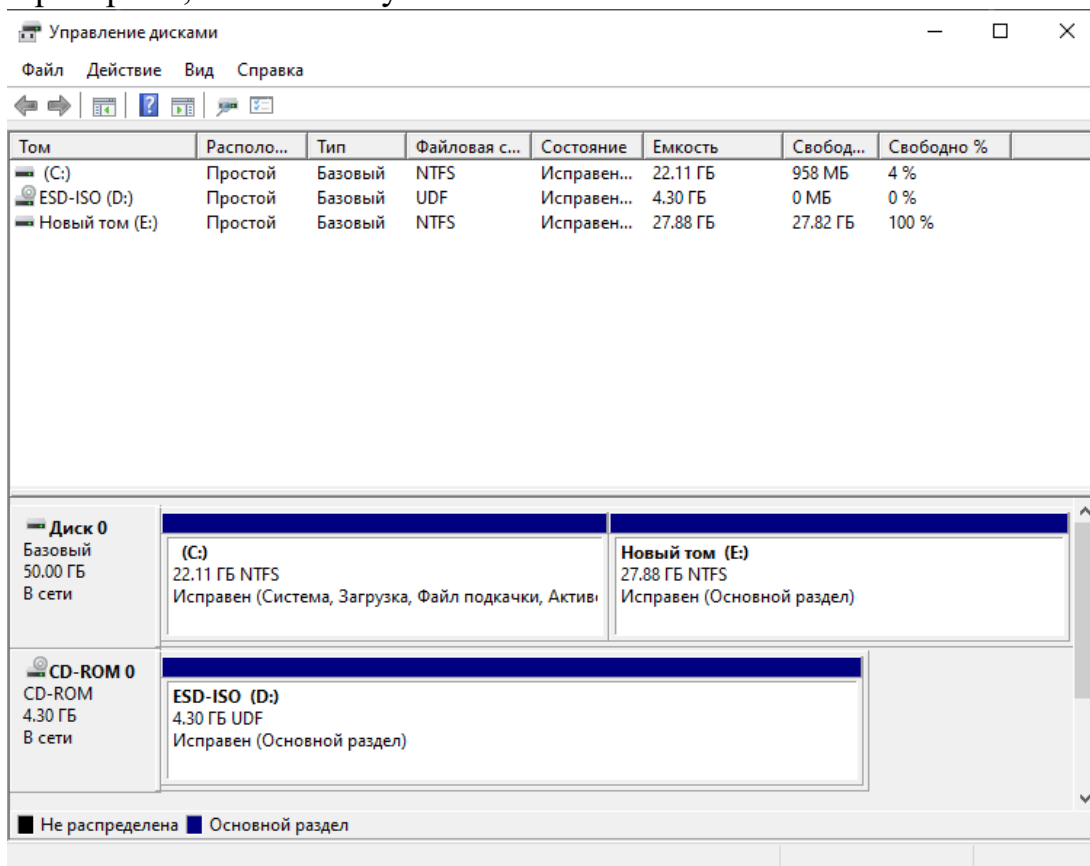 Управление дисками
Файл Действие Вид Справка
Том Располо... Тип Файловая с... Состояние Емкость Свобод... Свободно %
(C:) Простой Базовый NTFS Исправен... 22.11 ГБ 958 МБ 4 %
ESD-ISO (D:) Простой Базовый UDF Исправен... 4.30 ГБ 0 МБ 0 %
Новый том (E:) Простой Базовый NTFS Исправен... 27.88 ГБ 27.82 ГБ 100 %
Диск 0
Базовый
50.00 ГБ
В сети
(C:)
22.11 ГБ NTFS
Исправен (Система, Загрузка, Файл подкачки, Актив
Новый том (E:)
27.88 ГБ NTFS
Исправен (Основной раздел)
CD-ROM 0
CD-ROM
4.30 ГБ
В сети
ESD-ISO (D:)
4.30 ГБ UDF
Исправен (Основной раздел)
Не распределена Основной раздел